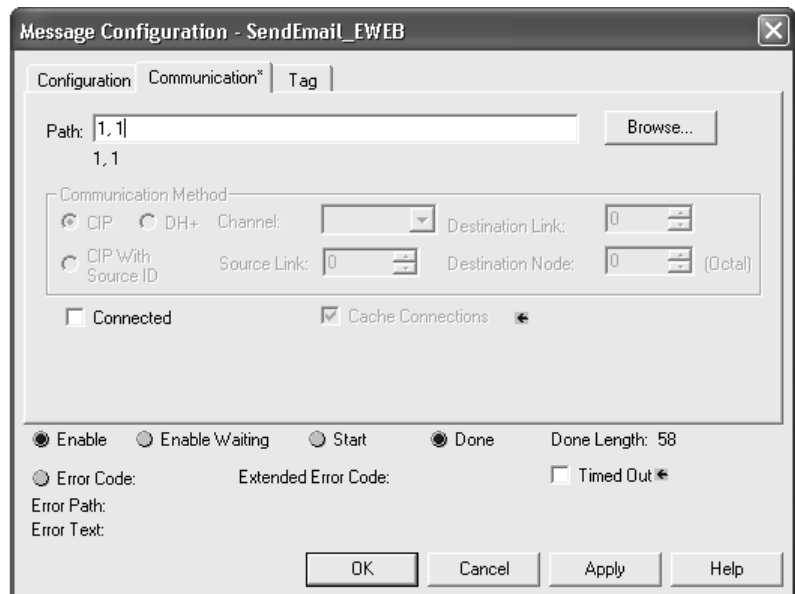 Message Configuration - SendEmail_EWEB
Configuration Communication* Tag
Path: 1, 1 Browse...
1, 1
Communication Method
CIP DH+ Channel: Destination Link: 0
CIP With Source ID Source Link: 0 Destination Node: 0 (Octal)
Connected Cache Connections
Enable Enable Waiting Start Done Done Length: 58
Error Code: Extended Error Code: Timed Out
Error Path:
Error Text:
OK Cancel Apply Help